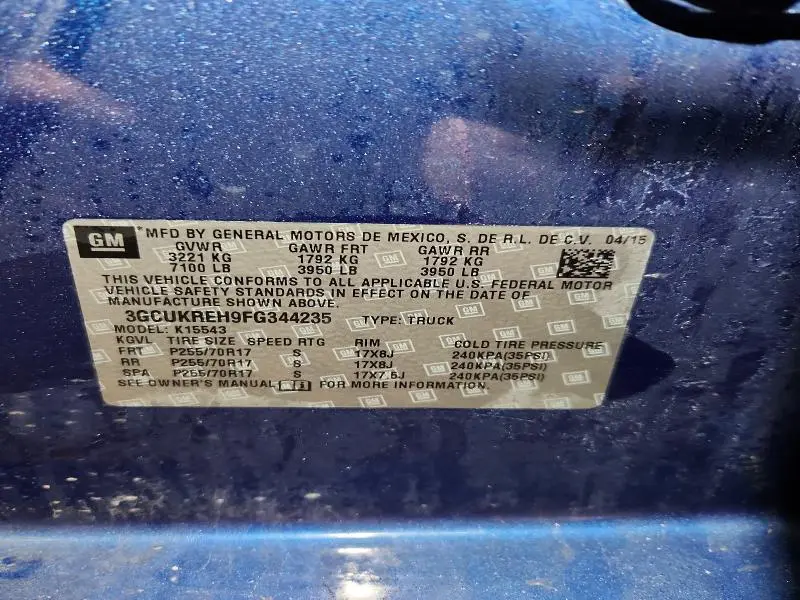 GM *MFD BY GENERAL MOTORS DE MEXICO, S. DE R.L. DE C.V. 04/15
GVWR GAWR FRT GAWR RR
3221 KG 1792 KG 1792 KG
7100 LB 3950 LB 3950 LB
THIS VEHICLE CONFORMS TO ALL APPLICABLE U.S. FEDERAL MOTOR
VEHICLE SAFETY STANDARDS IN EFFECT ON THE DATE OF
MANUFACTURE SHOWN ABOVE.
3GCUKREH9FG344235 TYPE: TRUCK
MODEL: K15543
KGVL TIRE SIZE SPEED RTG RIM COLD TIRE PRESSURE
FRT P255/70R17 S 17X8J 240KPA(35PSI)
RR P255/70R17 S 17X8J 240KPA(35PSI)
SPA P255/70R17 S 17X7.5J 240KPA(35PSI)
SEE OWNER'S MANUAL FOR MORE INFORMATION.